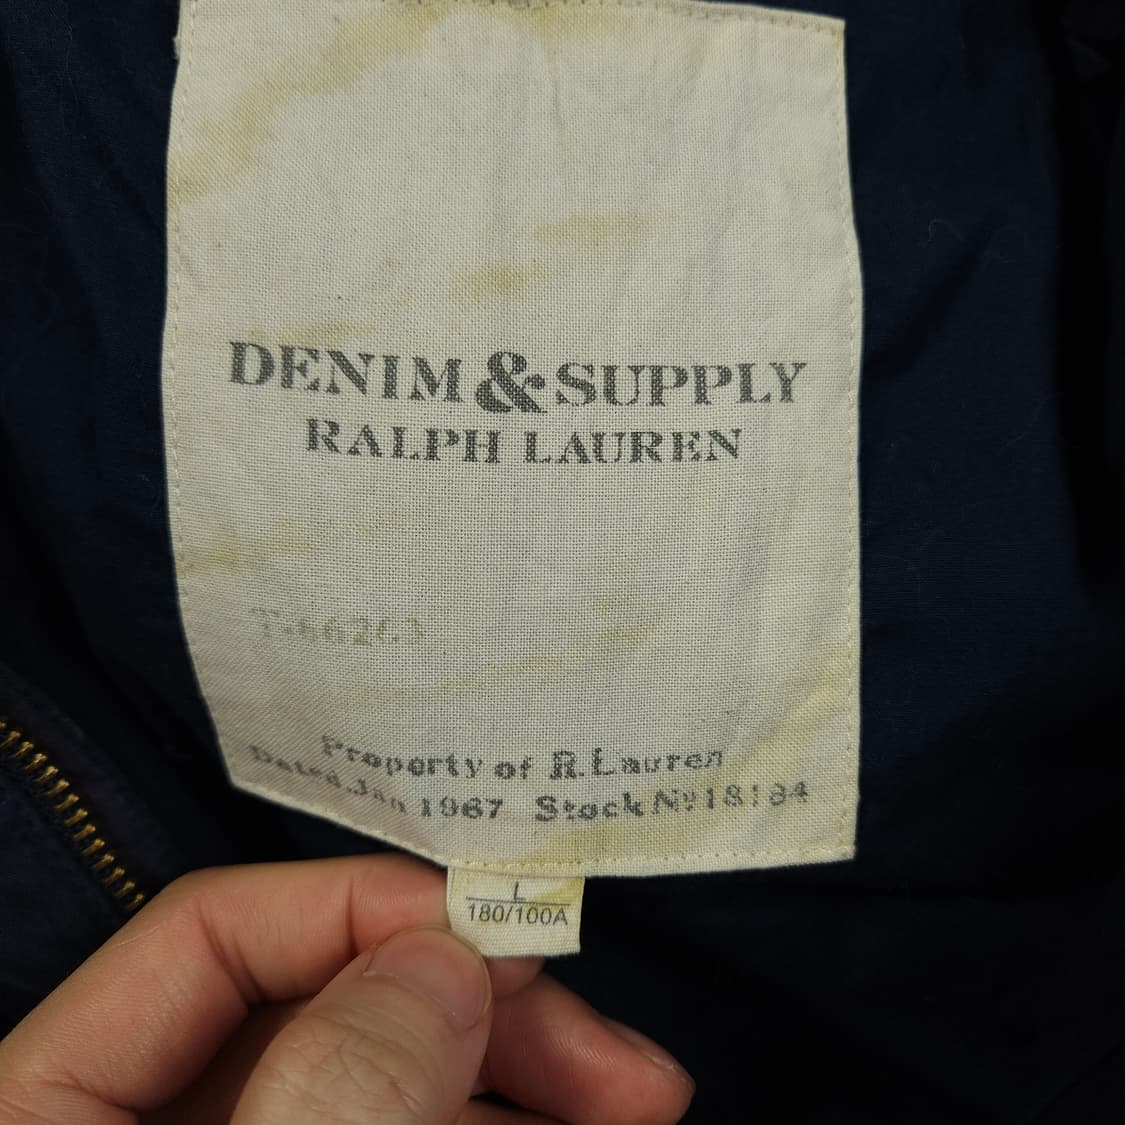 DENIM & SUPPLY
RALPH LAUREN
Property of R. Lauren
Dated Jan 1967 Stock Nº 18184
L
180/100A